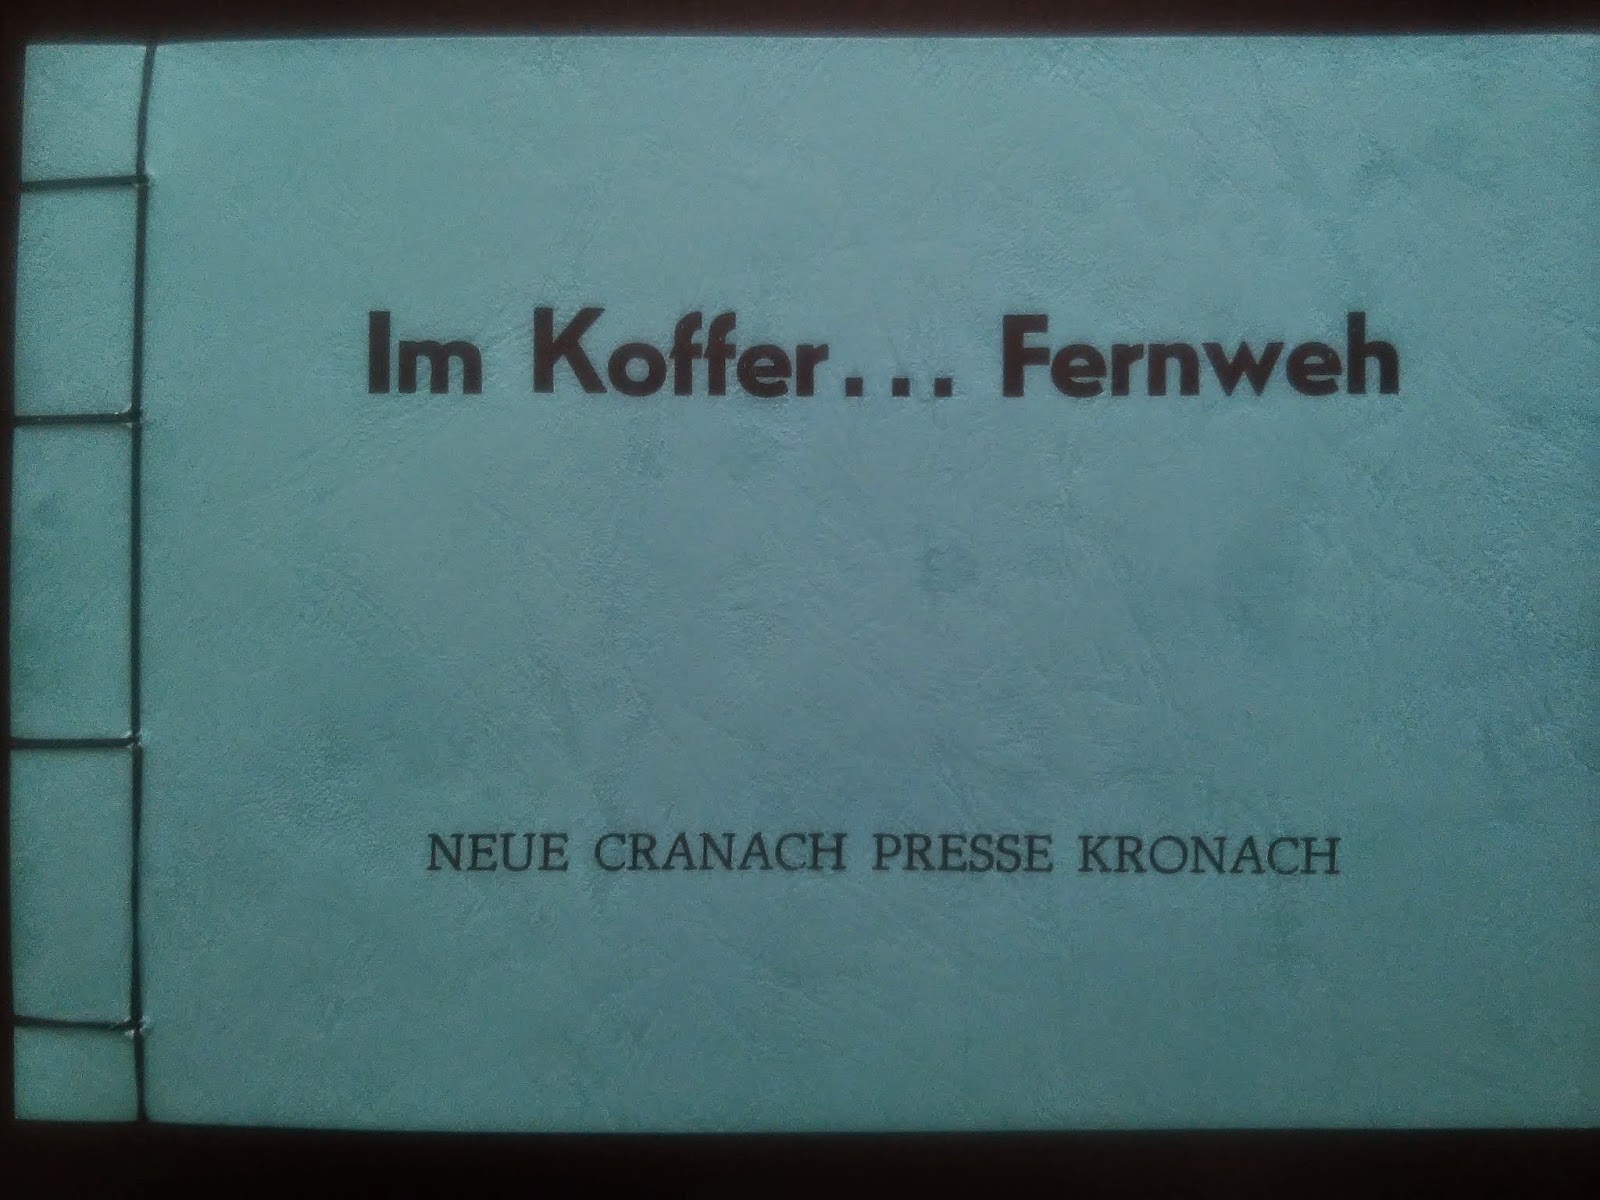 Im Koffer... Fernweh
NEUE CRANACH PRESSE KRONACH